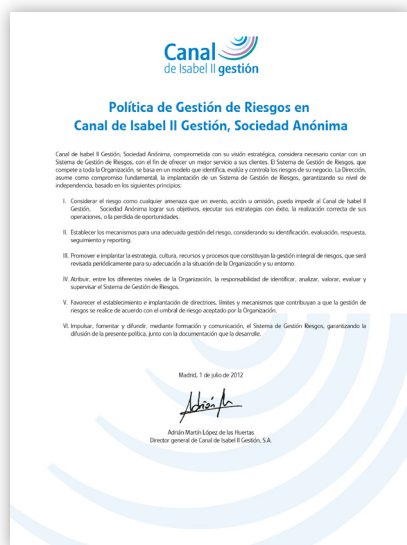 Canal
de Isabel II gestión
Política de Gestión de Riesgos en
Canal de Isabel II Gestión, Sociedad Anónima
Canal de Isabel II Gestión, Sociedad Anónima, comprometida con su visión estratégica, considera necesario contar con un
Sistema de Gestión de Riesgos, con el fin de ofrecer un mejor servicio a sus clientes. El Sistema de Gestión de Riesgos, que
compete a toda la Organización, se basa en un modelo que identifica, evalúa y controla los riesgos de su negocio. La Dirección,
asume como compromiso fundamental, la implantación de un Sistema de Gestión de Riesgos, garantizando su nivel de
independencia, basado en los siguientes principios:
I. Considerar el riesgo como cualquier amenaza que un evento, acción u omisión, pueda impedir al Canal de Isabel II
Gestión, Sociedad Anónima lograr sus objetivos, ejecutar sus estrategias con éxito, la realización correcta de sus
operaciones, o la perdida de oportunidades.
II. Establecer los mecanismos para una adecuada gestión del riesgo, considerando su identificación, evaluación, respuesta,
seguimiento y reporting.
III. Promover e implantar la estrategia, cultura, recursos y procesos que constituyan la gestión integral de riesgos, que será
revisada periódicamente para su adecuación a la situación de la Organización y su entorno.
IV. Atribuir, entre los diferentes niveles de la Organización, la responsabilidad de identificar, analizar, valorar, evaluar y
supervisar el Sistema de Gestión de Riesgos.
V. Favorecer el establecimiento e implantación de directrices, límites y mecanismos que contribuyan a que la gestión de
riesgos se realice de acuerdo con el umbral de riesgo aceptado por la Organización.
VI. Impulsar, fomentar y difundir, mediante formación y comunicación, el Sistema de Gestión Riesgos, garantizando la
difusión de la presente política, junto con la documentación que la desarrolle.
Madrid, 1 de julio de 2012
Adrián Martín López de las Huertas
Director general de Canal de Isabel II Gestión, S.A.